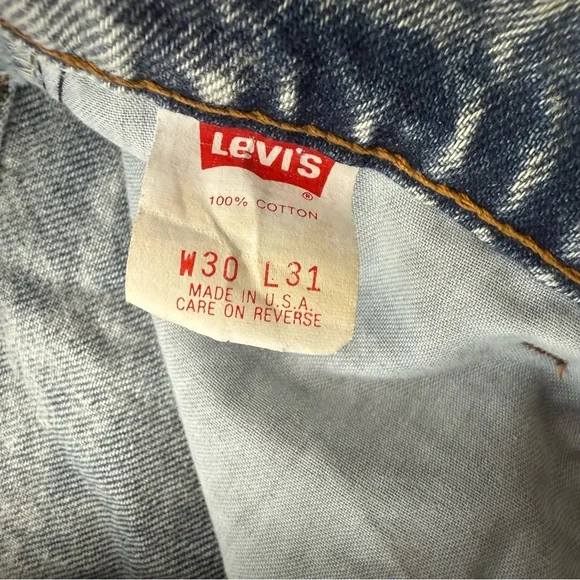 Levi's
®
100% COTTON
W30 L31
MADE IN U.S.A.
CARE ON REVERSE